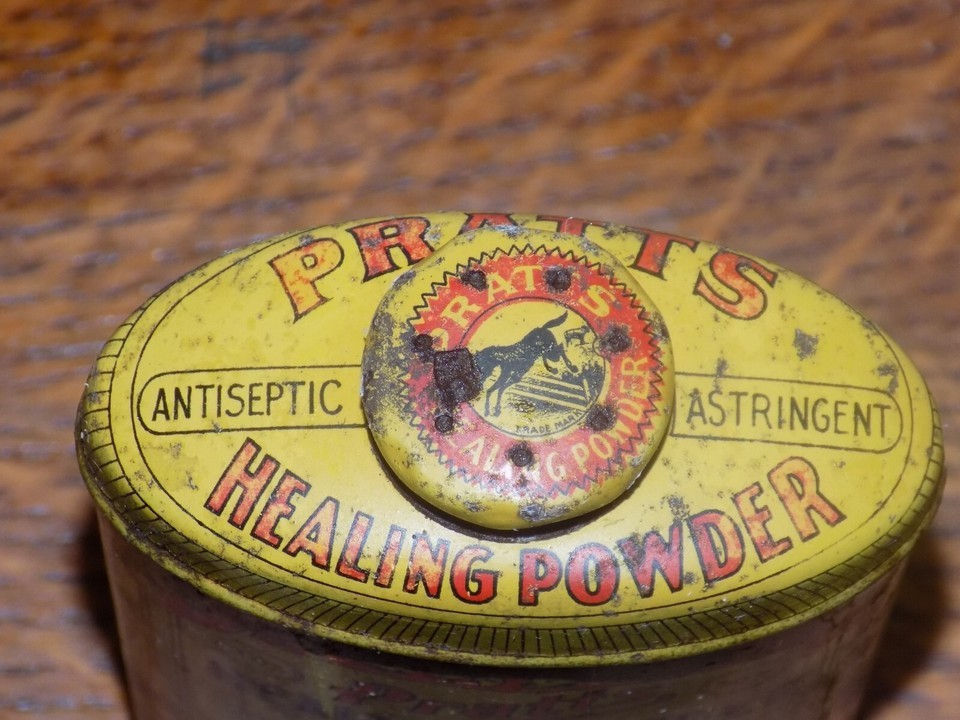 PRATTS
ANTISEPTIC
ASTRINGENT
HEALING POWDER
PRATTS
TRADE MARK
HEALING POWDER